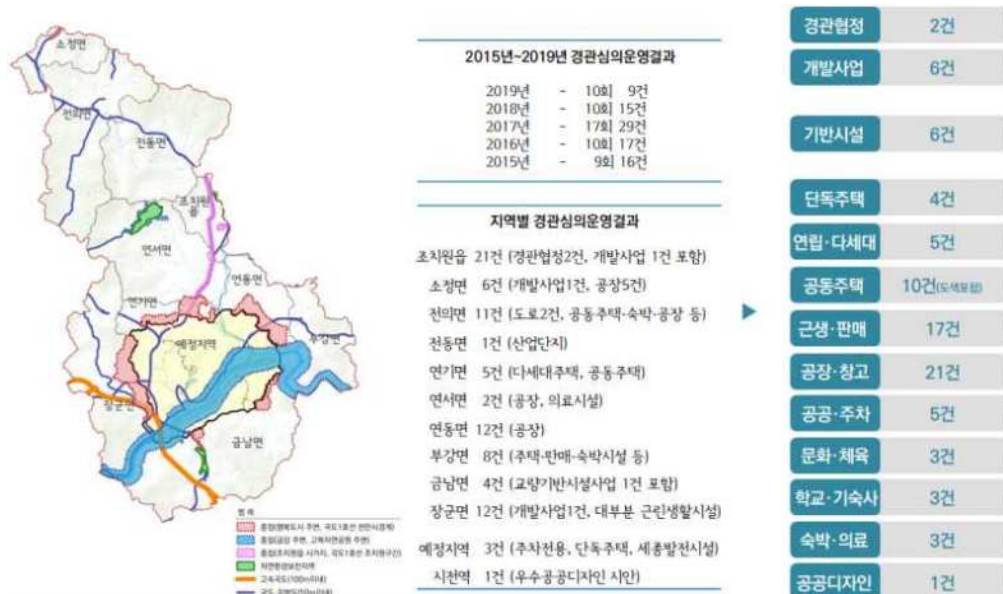 소정면
전의면
전동면
조치원읍
연서면
연동면
연기면
예정지역
부강면
장군면
금남면
범례
자연환경보전지역
고속국도(100m이내)
2015년~2019년 경관심의운영결과
2019년 - 10회 9건
2018년 - 10회 15건
2017년 - 17회 29건
2016년 - 10회 17건
2015년 - 9회 16건
지역별 경관심의운영결과
조치원읍 21건 (경관협정2건, 개발사업 1건 포함)
소정면 6건 (개발사업1건, 공장5건)
전의면 11건 (도로2건, 공동주택·숙박·공장 등)
전동면 1건 (산업단지)
연기면 5건 (다세대주택, 공동주택)
연서면 2건 (공장, 의료시설)
연동면 12건 (공장)
부강면 8건 (주택·판매·숙박시설 등)
금남면 4건 (교량기반시설사업 1건 포함)
장군면 12건 (개발사업1건, 대부분 근린생활시설)
예정지역 3건 (주차전용, 단독주택, 세종발전시설)
시전역 1건 (우수공공디자인 시안)
경관협정 2건
개발사업 6건
기반시설 6건
단독주택 4건
연립·다세대 5건
공동주택 10건(도색포함)
근생·판매 17건
공장·창고 21건
공공·주차 5건
문화·체육 3건
학교·기숙사 3건
숙박·의료 3건
공공디자인 1건